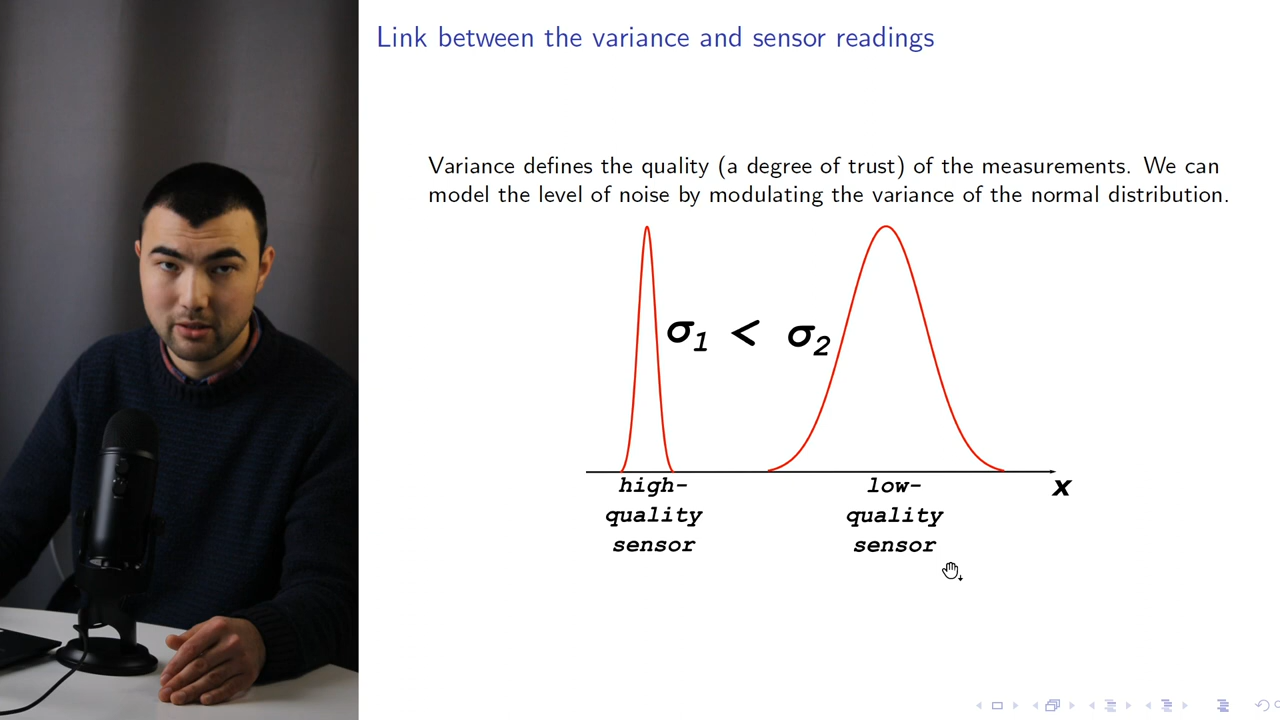 Link between the variance and sensor readings
Variance defines the quality (a degree of trust) of the measurements. We can
model the level of noise by modulating the variance of the normal distribution.
σ1 < σ2
x
high-
quality
sensor
low-
quality
sensor